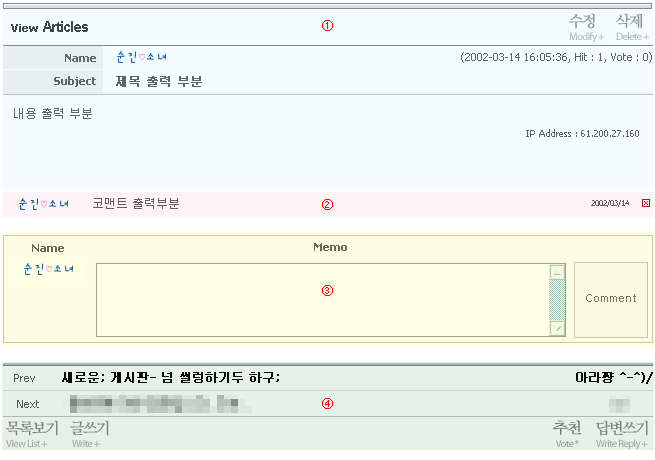 View Articles ① 수정 삭제
Modify+ Delete+
Name 순진♡소녀 (2002-03-14 16:05:36, Hit : 1, Vote : 0)
Subject 제목 출력 부분
내용 출력 부분
IP Address : 61.200.27.160
순진♡소녀 코맨트 출력부분 ② 2002/03/14
Name Memo
순진♡소녀
③
Comment
Prev 새로운; 게시판- 넘 썰렁하기두 하구; 아라쨩 ^-^)/
Next ④
목록보기 글쓰기 추천 답변쓰기
View List+ Write+ Vote* Write Reply+